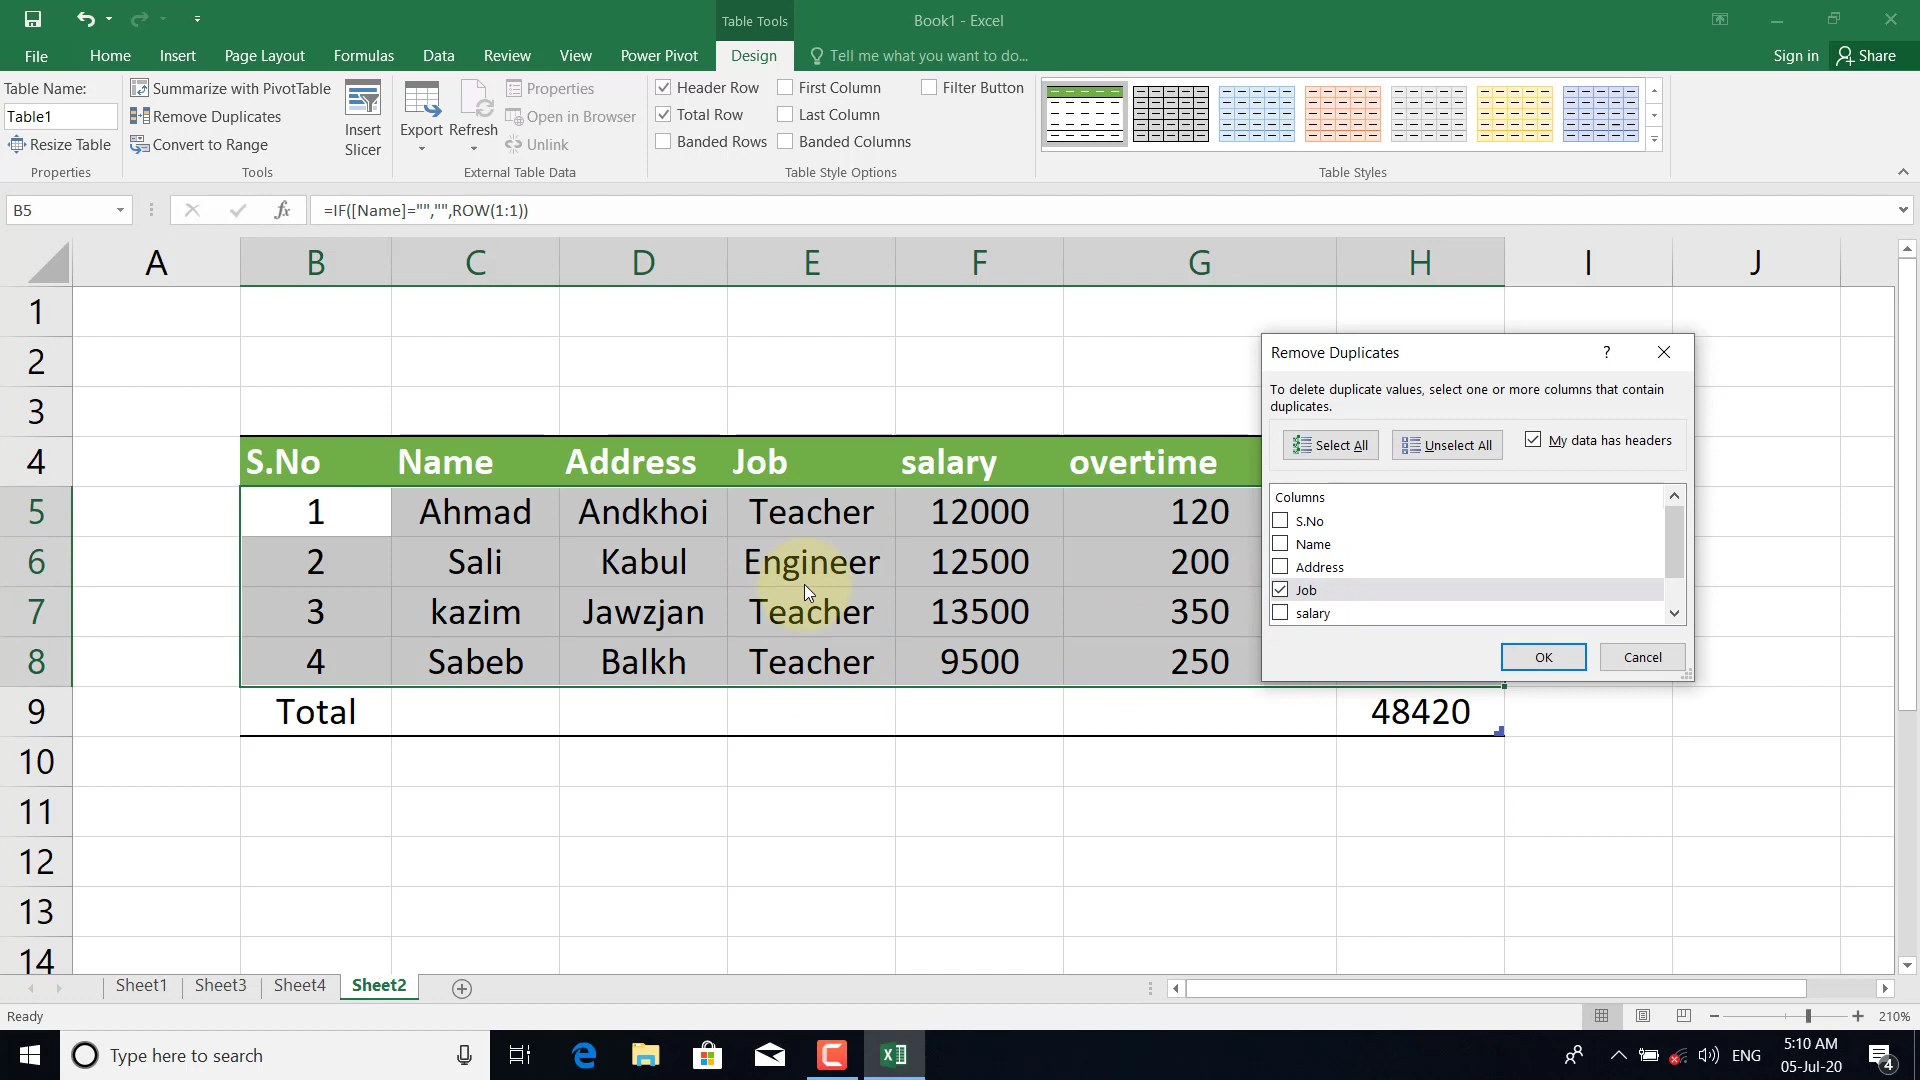 Table Tools
Book1 - Excel
File Home Insert Page Layout Formulas Data Review View Power Pivot Design Tell me what you want to do... Sign in Share
Table Name:
Table1
Resize Table
Properties
Summarize with PivotTable
Remove Duplicates
Convert to Range
Tools
Insert
Slicer
Export
Refresh
Properties
Open in Browser
Unlink
External Table Data
Header Row First Column Filter Button
Total Row Last Column
Banded Rows Banded Columns
Table Style Options
Table Styles
B5 fx =IF([Name]="","",ROW(1:1))
A B C D E F G H I J
1
2
3
4 S.No Name Address Job salary overtime
5 1 Ahmad Andkhoi Teacher 12000 120
6 2 Sali Kabul Engineer 12500 200
7 3 kazim Jawzjan Teacher 13500 350
8 4 Sabeb Balkh Teacher 9500 250
9 Total 48420
10
11
12
13
14
Remove Duplicates ?
To delete duplicate values, select one or more columns that contain
duplicates.
Select All Unselect All My data has headers
Columns
S.No
Name
Address
Job
salary
OK Cancel
Sheet1 Sheet3 Sheet4 Sheet2
Ready 210%
Type here to search
ENG
5:10 AM
05-Jul-20
4